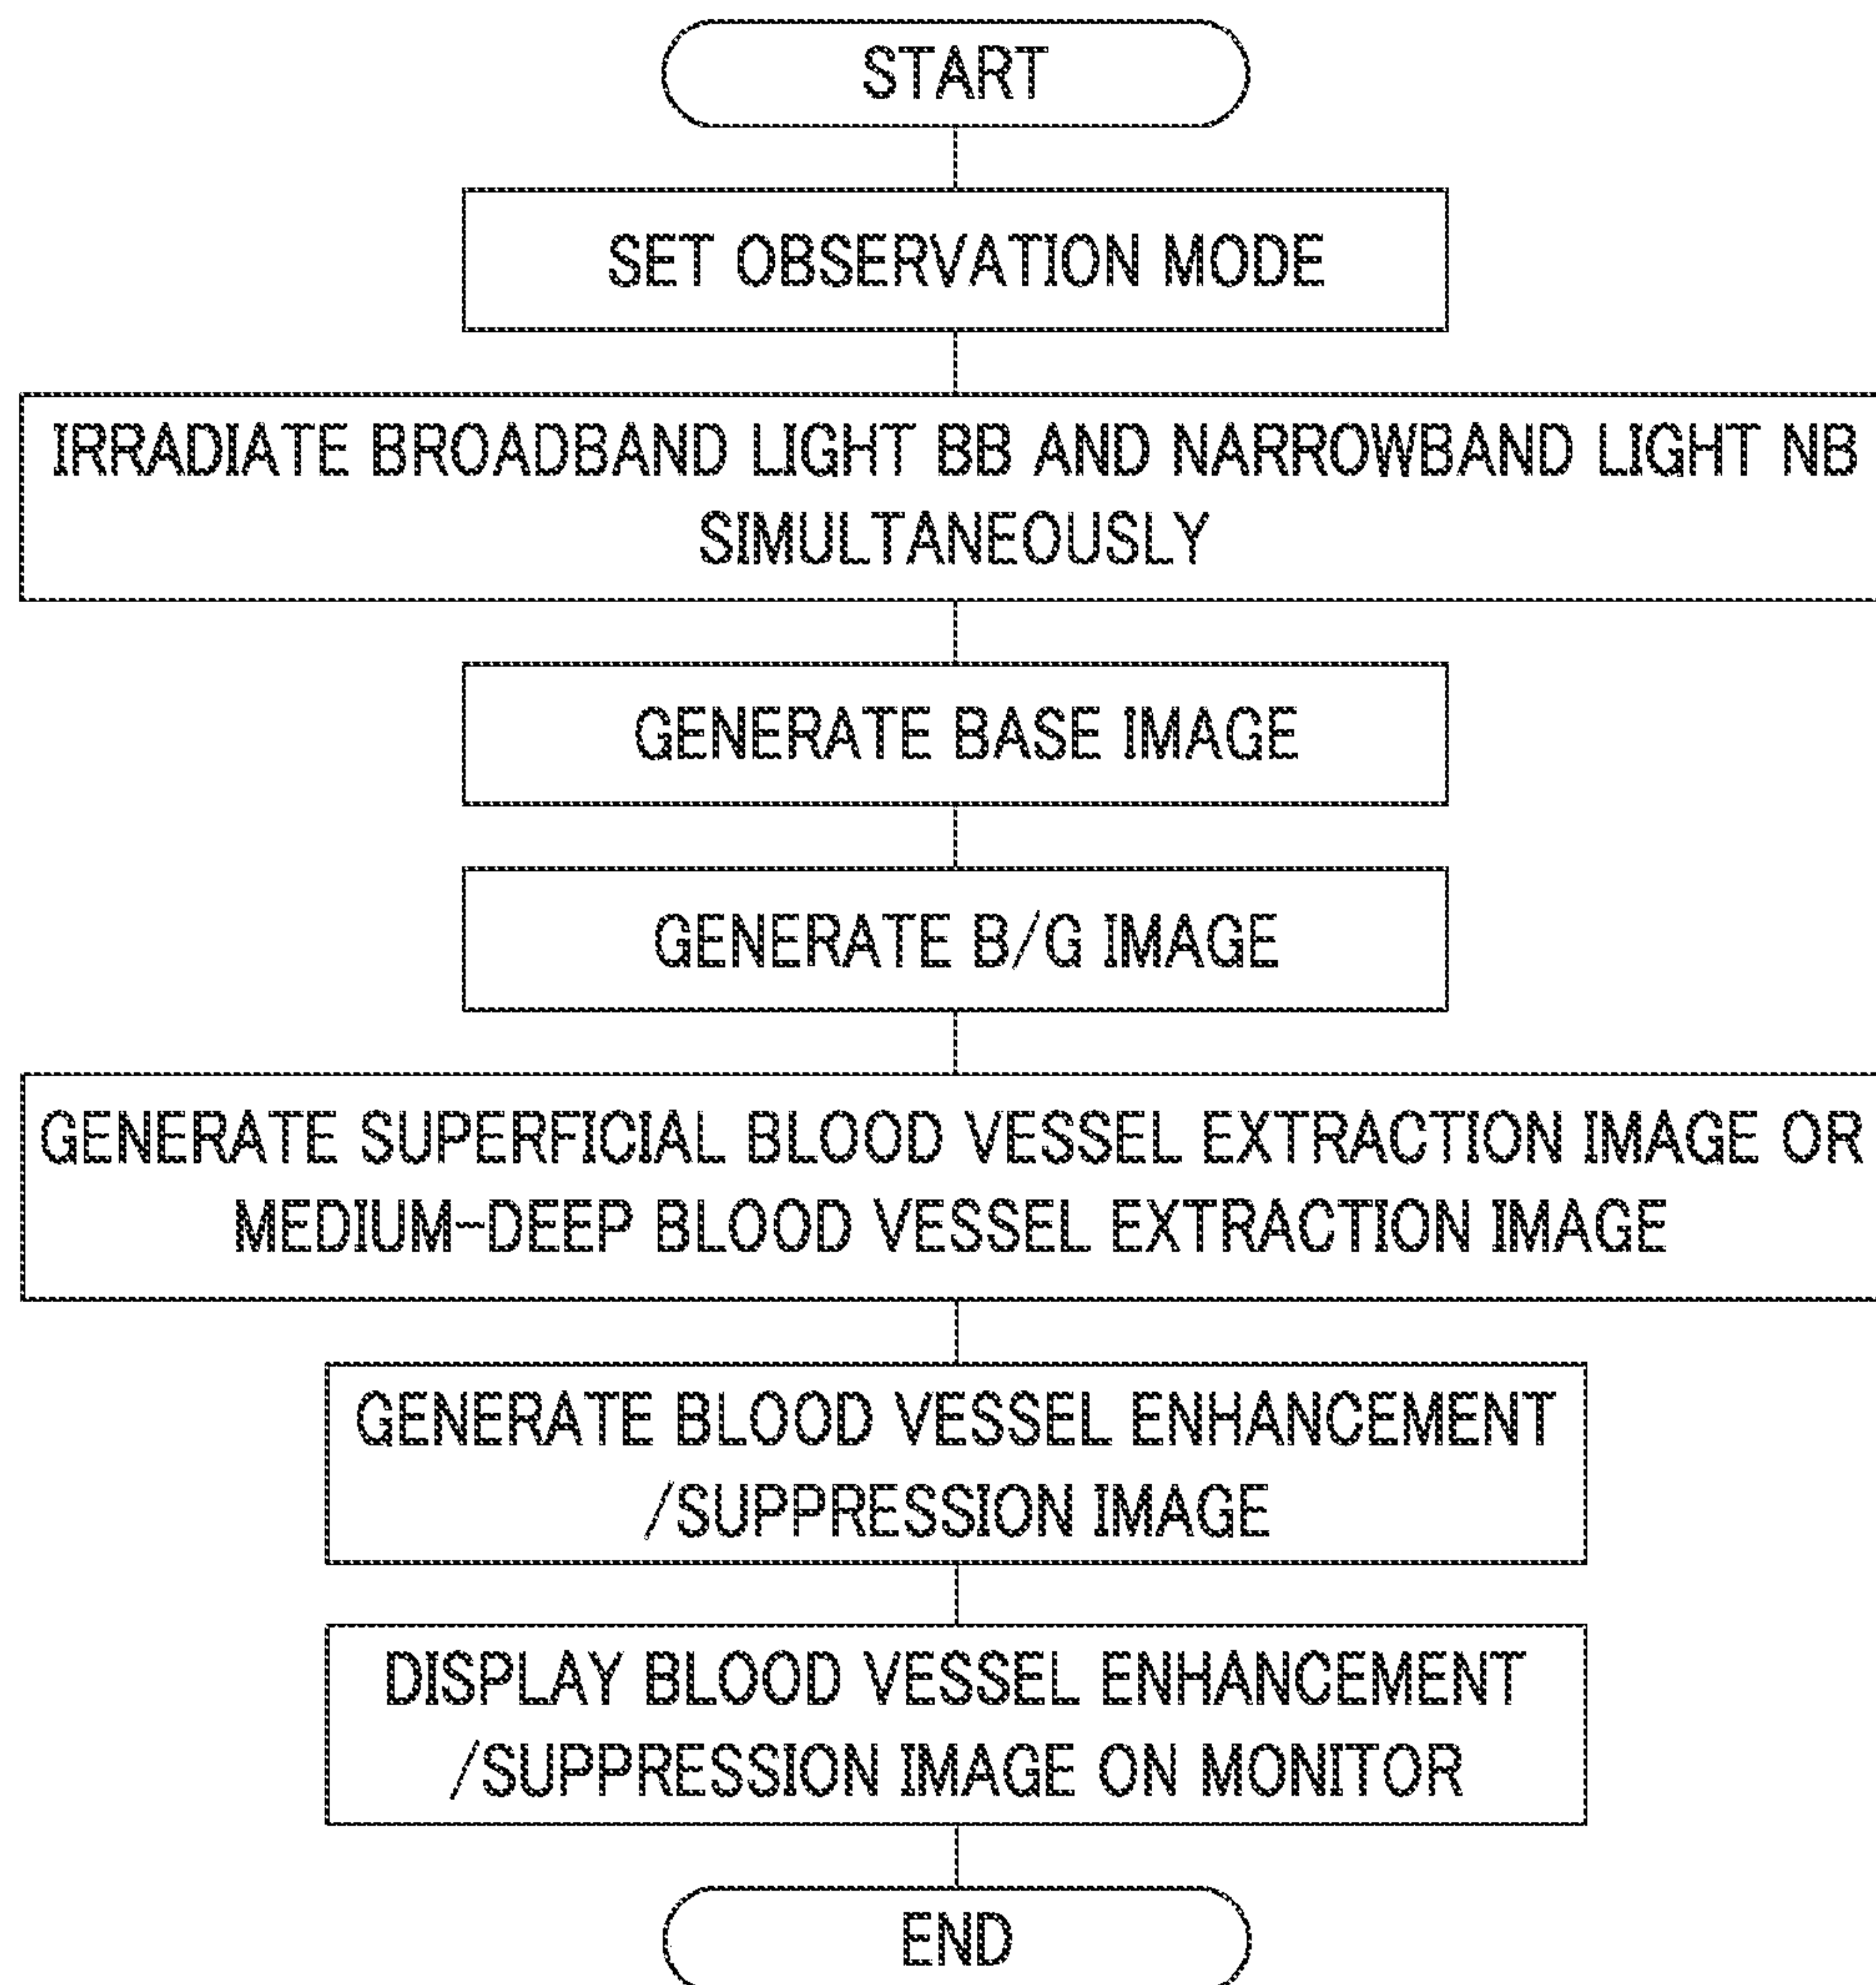 START
SET OBSERVATION MODE
IRRADIATE BROADBAND LIGHT BB AND NARROWBAND LIGHT NB
SIMULTANEOUSLY
GENERATE BASE IMAGE
GENERATE B/G IMAGE
GENERATE SUPERFICIAL BLOOD VESSEL EXTRACTION IMAGE OR
MEDIUM-DEEP BLOOD VESSEL EXTRACTION IMAGE
GENERATE BLOOD VESSEL ENHANCEMENT
/SUPPRESSION IMAGE
DISPLAY BLOOD VESSEL ENHANCEMENT
/SUPPRESSION IMAGE ON MONITOR
END